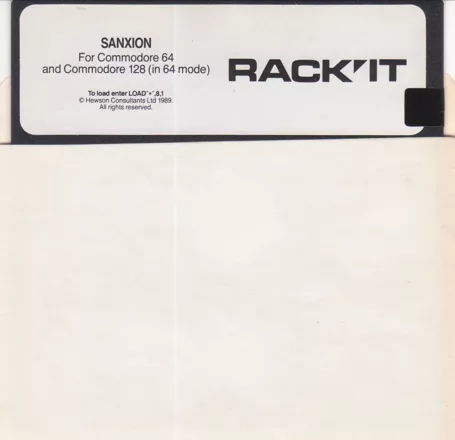 SANXION
For Commodore 64
and Commodore 128 (in 64 mode)
To load enter LOAD"*",8,1
© Hewson Consultants Ltd 1989.
All rights reserved.
RACK'IT